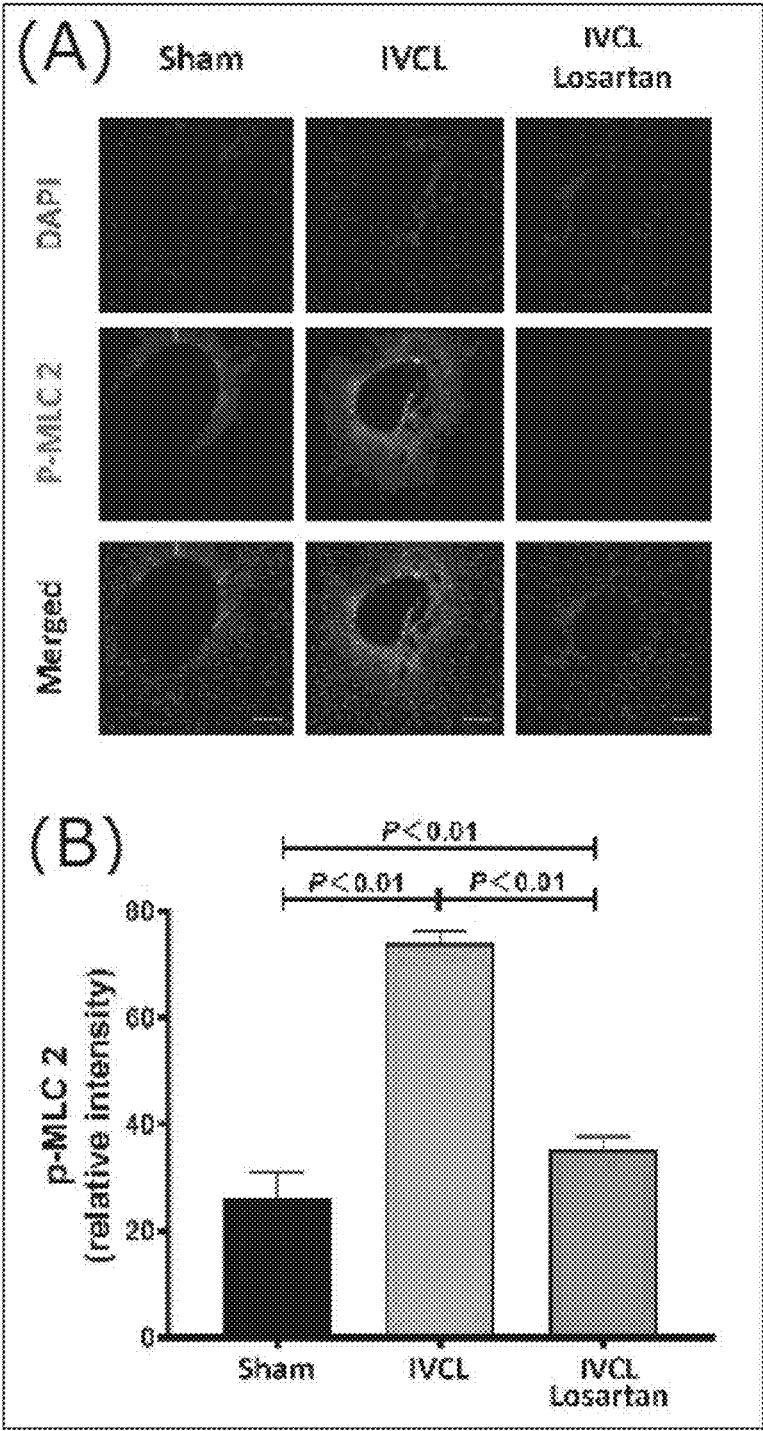 (A)
Sham
IVCL
IVCL
Losartan
DAPI
P-MLC 2
Merged
(B)
P<0.01
P<0.01
P<0.01
p-MLC 2
(relative intensity)
80
60
40
20
0
Sham
IVCL
IVCL
Losartan